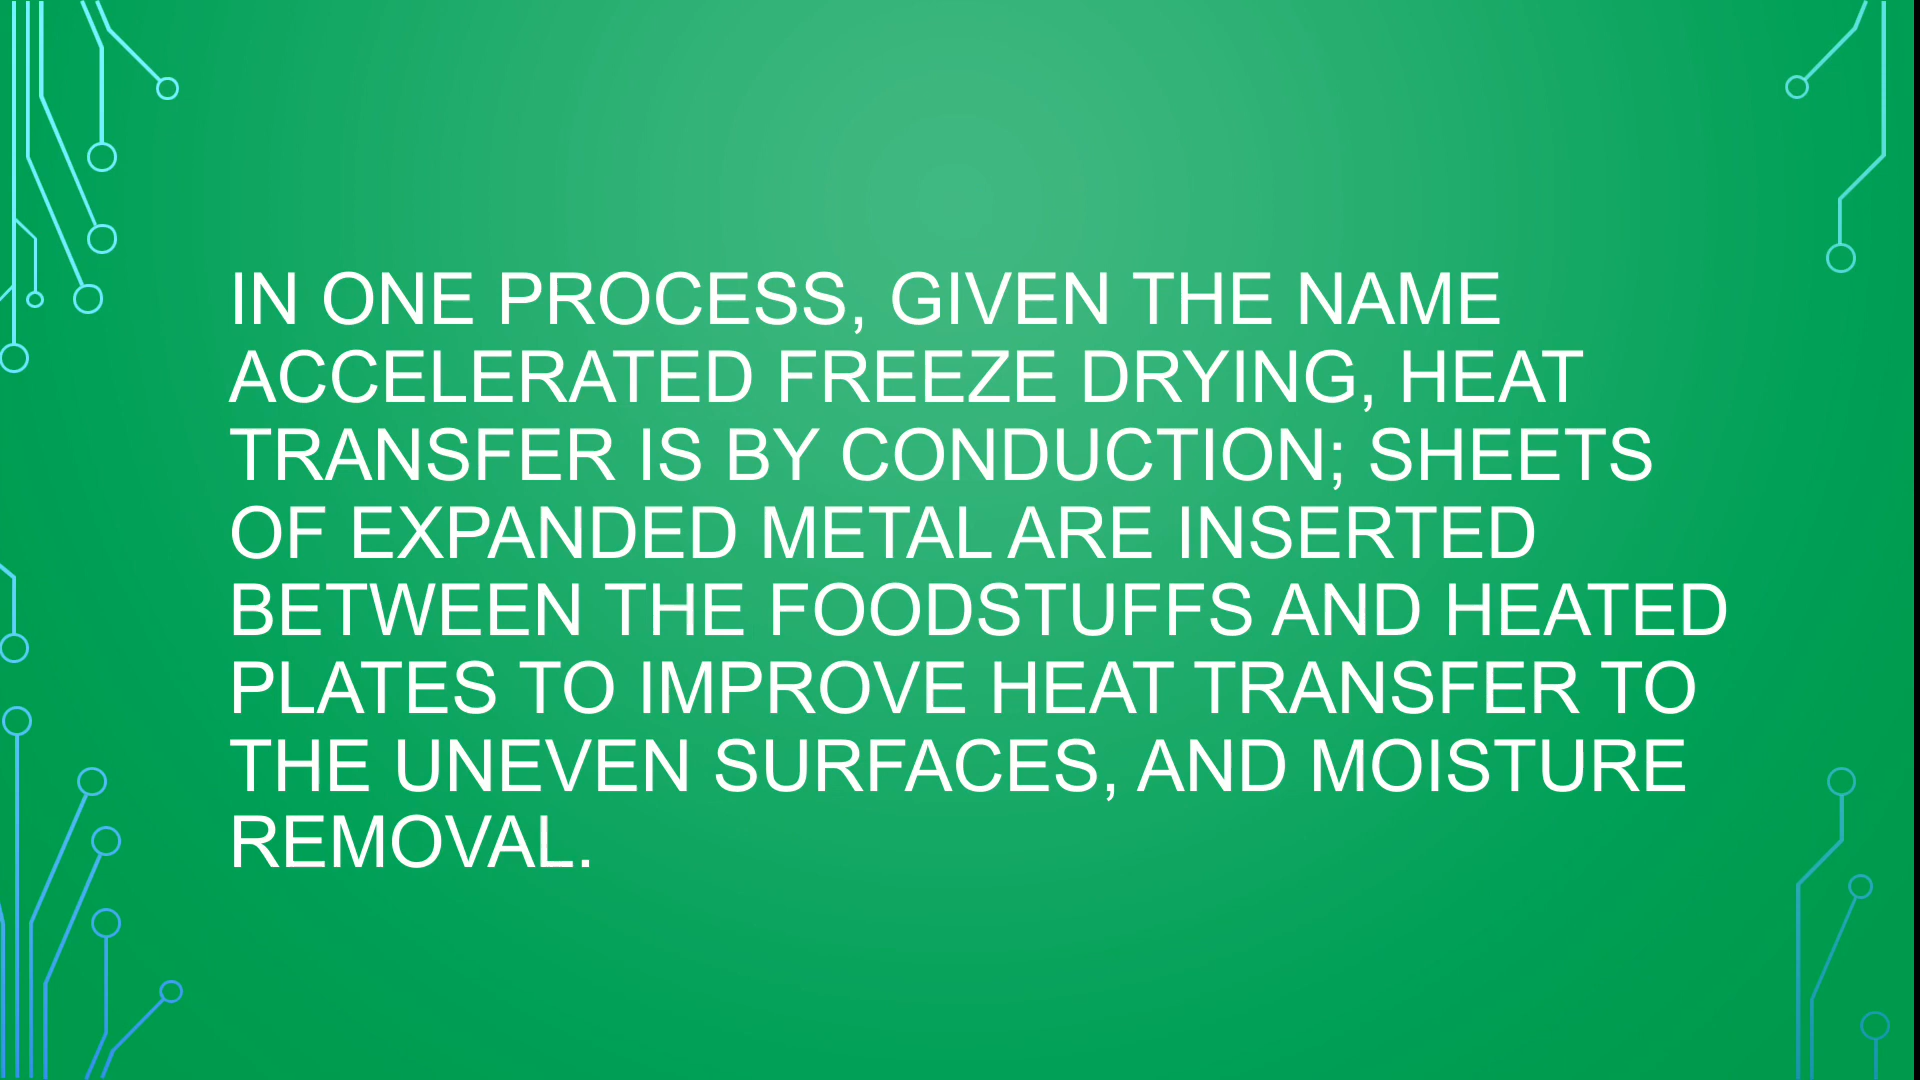 IN ONE PROCESS, GIVEN THE NAME
ACCELERATED FREEZE DRYING, HEAT
TRANSFER IS BY CONDUCTION; SHEETS
OF EXPANDED METAL ARE INSERTED
BETWEEN THE FOODSTUFFS AND HEATED
PLATES TO IMPROVE HEAT TRANSFER TO
THE UNEVEN SURFACES, AND MOISTURE
REMOVAL.